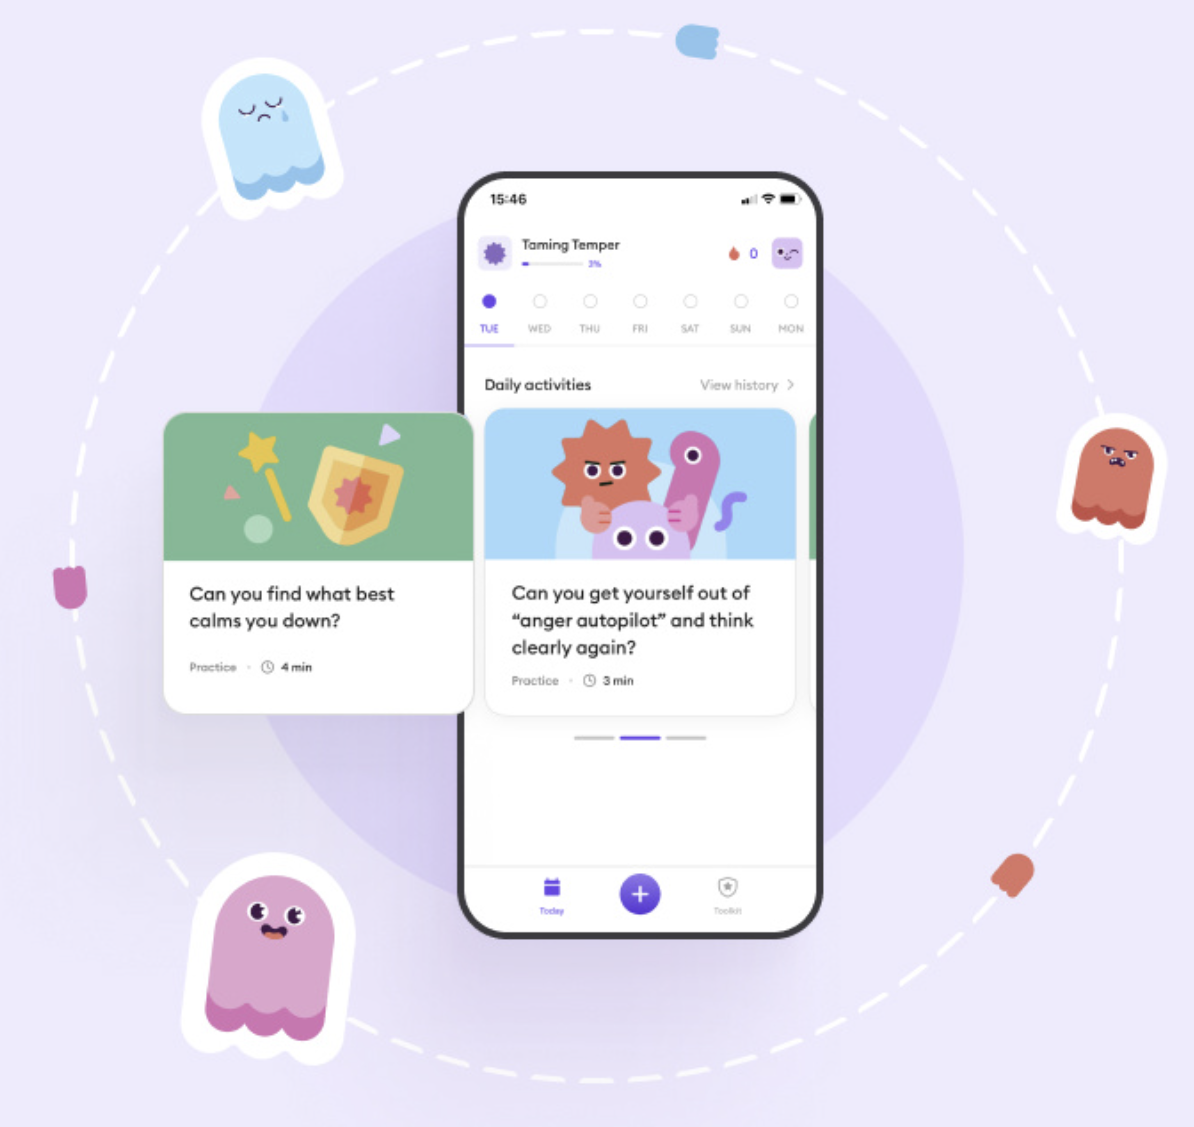 15:46
Taming Temper
3%
0
TUE WED THU FRI SAT SUN MON
Daily activities View history
Can you find what best
calms you down?
Practice · 4 min
Can you get yourself out of
“anger autopilot” and think
clearly again?
Practice · 3 min
Today Toolkit